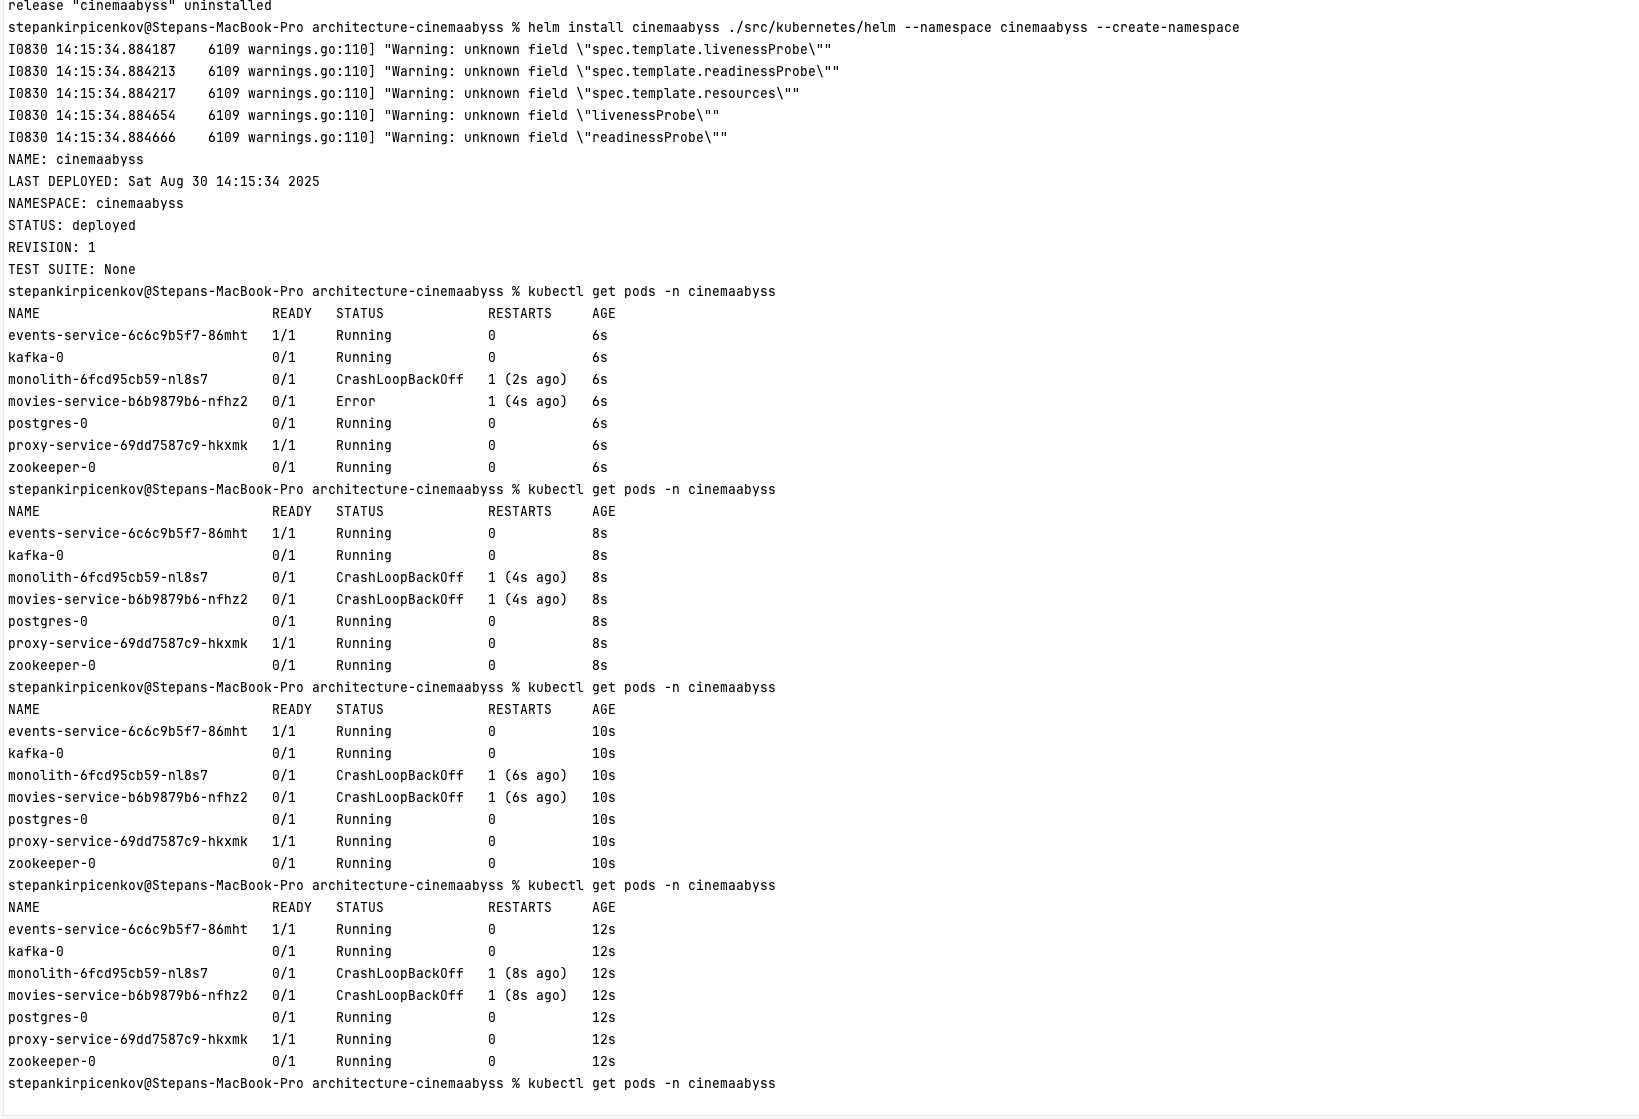 release "cinemaabyss" uninstalled
stepankirpicenkov@Stepans-MacBook-Pro architecture-cinemaabyss % helm install cinemaabyss ./src/kubernetes/helm --namespace cinemaabyss --create-namespace
I0830 14:15:34.884187    6109 warnings.go:110] "Warning: unknown field \"spec.template.livenessProbe\""
I0830 14:15:34.884213    6109 warnings.go:110] "Warning: unknown field \"spec.template.readinessProbe\""
I0830 14:15:34.884217    6109 warnings.go:110] "Warning: unknown field \"spec.template.resources\""
I0830 14:15:34.884654    6109 warnings.go:110] "Warning: unknown field \"livenessProbe\""
I0830 14:15:34.884666    6109 warnings.go:110] "Warning: unknown field \"readinessProbe\""
NAME: cinemaabyss
LAST DEPLOYED: Sat Aug 30 14:15:34 2025
NAMESPACE: cinemaabyss
STATUS: deployed
REVISION: 1
TEST SUITE: None
stepankirpicenkov@Stepans-MacBook-Pro architecture-cinemaabyss % kubectl get pods -n cinemaabyss
NAME                             READY   STATUS             RESTARTS     AGE
events-service-6c6c9b5f7-86mht   1/1     Running            0            6s
kafka-0                          0/1     Running            0            6s
monolith-6fcd95cb59-nl8s7        0/1     CrashLoopBackOff   1 (2s ago)   6s
movies-service-b6b9879b6-nfhz2   0/1     Error              1 (4s ago)   6s
postgres-0                       0/1     Running            0            6s
proxy-service-69dd7587c9-hkxmk   1/1     Running            0            6s
zookeeper-0                      0/1     Running            0            6s
stepankirpicenkov@Stepans-MacBook-Pro architecture-cinemaabyss % kubectl get pods -n cinemaabyss
NAME                             READY   STATUS             RESTARTS     AGE
events-service-6c6c9b5f7-86mht   1/1     Running            0            8s
kafka-0                          0/1     Running            0            8s
monolith-6fcd95cb59-nl8s7        0/1     CrashLoopBackOff   1 (4s ago)   8s
movies-service-b6b9879b6-nfhz2   0/1     CrashLoopBackOff   1 (4s ago)   8s
postgres-0                       0/1     Running            0            8s
proxy-service-69dd7587c9-hkxmk   1/1     Running            0            8s
zookeeper-0                      0/1     Running            0            8s
stepankirpicenkov@Stepans-MacBook-Pro architecture-cinemaabyss % kubectl get pods -n cinemaabyss
NAME                             READY   STATUS             RESTARTS     AGE
events-service-6c6c9b5f7-86mht   1/1     Running            0            10s
kafka-0                          0/1     Running            0            10s
monolith-6fcd95cb59-nl8s7        0/1     CrashLoopBackOff   1 (6s ago)   10s
movies-service-b6b9879b6-nfhz2   0/1     CrashLoopBackOff   1 (6s ago)   10s
postgres-0                       0/1     Running            0            10s
proxy-service-69dd7587c9-hkxmk   1/1     Running            0            10s
zookeeper-0                      0/1     Running            0            10s
stepankirpicenkov@Stepans-MacBook-Pro architecture-cinemaabyss % kubectl get pods -n cinemaabyss
NAME                             READY   STATUS             RESTARTS     AGE
events-service-6c6c9b5f7-86mht   1/1     Running            0            12s
kafka-0                          0/1     Running            0            12s
monolith-6fcd95cb59-nl8s7        0/1     CrashLoopBackOff   1 (8s ago)   12s
movies-service-b6b9879b6-nfhz2   0/1     CrashLoopBackOff   1 (8s ago)   12s
postgres-0                       0/1     Running            0            12s
proxy-service-69dd7587c9-hkxmk   1/1     Running            0            12s
zookeeper-0                      0/1     Running            0            12s
stepankirpicenkov@Stepans-MacBook-Pro architecture-cinemaabyss % kubectl get pods -n cinemaabyss